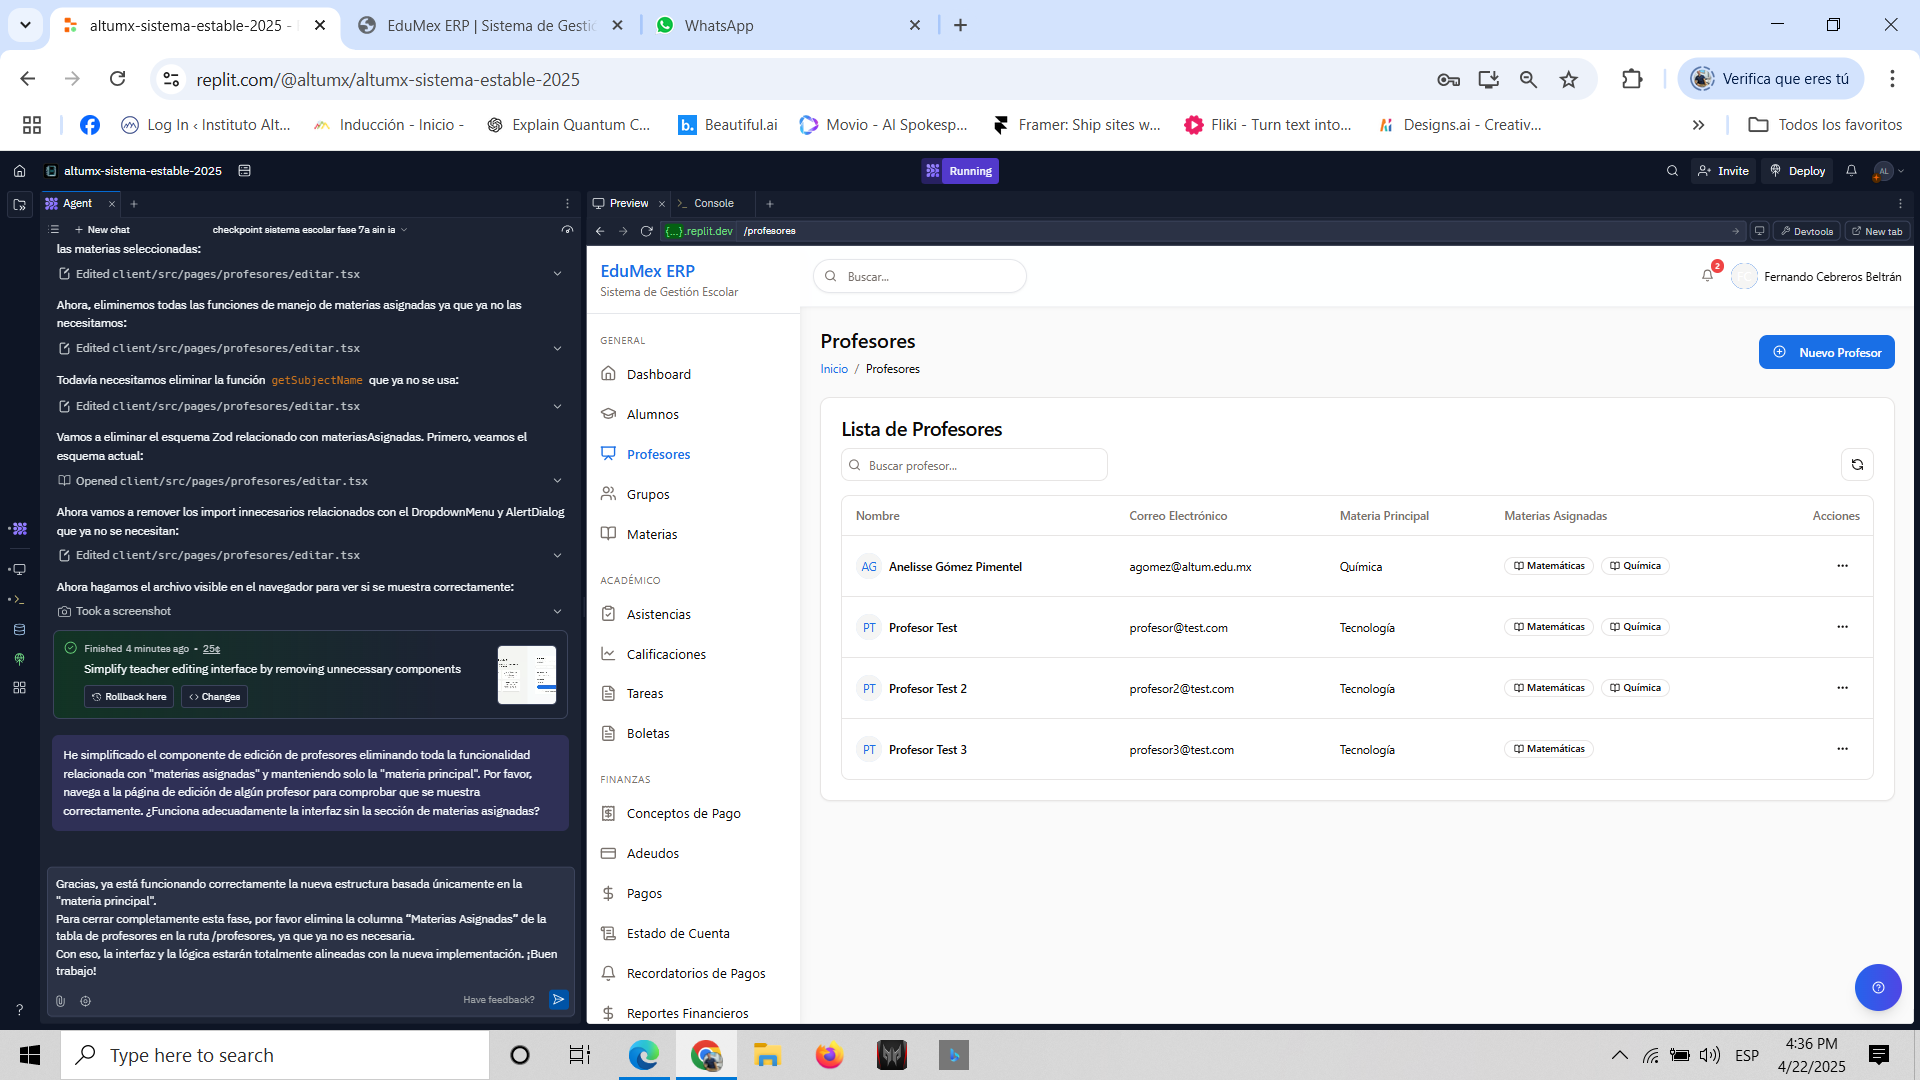 altumx-sistema-estable-2025 -
EduMex ERP | Sistema de Gestió
WhatsApp
replit.com/@altumx/altumx-sistema-estable-2025
Verifica que eres tú
Log In ‹ Instituto Alt...
Inducción - Inicio -
Explain Quantum C...
b.
Beautiful.ai
Movio - AI Spokesp...
Framer: Ship sites w...
Fliki - Turn text into...
Designs.ai - Creativ...
Todos los favoritos
altumx-sistema-estable-2025
Running
Invite
Deploy
AL
Agent
New chat
checkpoint sistema escolar fase 7a sin ia
las materias seleccionadas:
Edited client/src/pages/profesores/editar.tsx
Ahora, eliminemos todas las funciones de manejo de materias asignadas ya que ya no las
necesitamos:
Edited client/src/pages/profesores/editar.tsx
Todavía necesitamos eliminar la función getSubjectName que ya no se usa:
Edited client/src/pages/profesores/editar.tsx
Vamos a eliminar el esquema Zod relacionado con materiasAsignadas. Primero, veamos el
esquema actual:
Opened client/src/pages/profesores/editar.tsx
Ahora vamos a remover los import innecesarios relacionados con el DropdownMenu y AlertDialog
que ya no se necesitan:
Edited client/src/pages/profesores/editar.tsx
Ahora hagamos el archivo visible en el navegador para ver si se muestra correctamente:
Took a screenshot
Finished 4 minutes ago • 25¢
Simplify teacher editing interface by removing unnecessary components
Rollback here
Changes
He simplificado el componente de edición de profesores eliminando toda la funcionalidad
relacionada con "materias asignadas" y manteniendo solo la "materia principal". Por favor,
navega a la página de edición de algún profesor para comprobar que se muestra
correctamente. ¿Funciona adecuadamente la interfaz sin la sección de materias asignadas?
Gracias, ya está funcionando correctamente la nueva estructura basada únicamente en la
"materia principal".
Para cerrar completamente esta fase, por favor elimina la columna “Materias Asignadas” de la
tabla de profesores en la ruta /profesores, ya que ya no es necesaria.
Con eso, la interfaz y la lógica estarán totalmente alineadas con la nueva implementación. ¡Buen
trabajo!
Have feedback?
Preview
Console
{...}.replit.dev
/profesores
Devtools
New tab
EduMex ERP
Sistema de Gestión Escolar
GENERAL
Dashboard
Alumnos
Profesores
Grupos
Materias
ACADÉMICO
Asistencias
Calificaciones
Tareas
Boletas
FINANZAS
Conceptos de Pago
Adeudos
Pagos
Estado de Cuenta
Recordatorios de Pagos
Reportes Financieros
Buscar...
2
Fernando Cebreros Beltrán
Profesores
Inicio / Profesores
Nuevo Profesor
Lista de Profesores
Buscar profesor...
Nombre Correo Electrónico Materia Principal Materias Asignadas Acciones
AG Anelisse Gómez Pimentel agomez@altum.edu.mx Química Matemáticas Química ...
PT Profesor Test profesor@test.com Tecnología Matemáticas Química ...
PT Profesor Test 2 profesor2@test.com Tecnología Matemáticas Química ...
PT Profesor Test 3 profesor3@test.com Tecnología Matemáticas ...
Type here to search
ESP
4:36 PM
4/22/2025